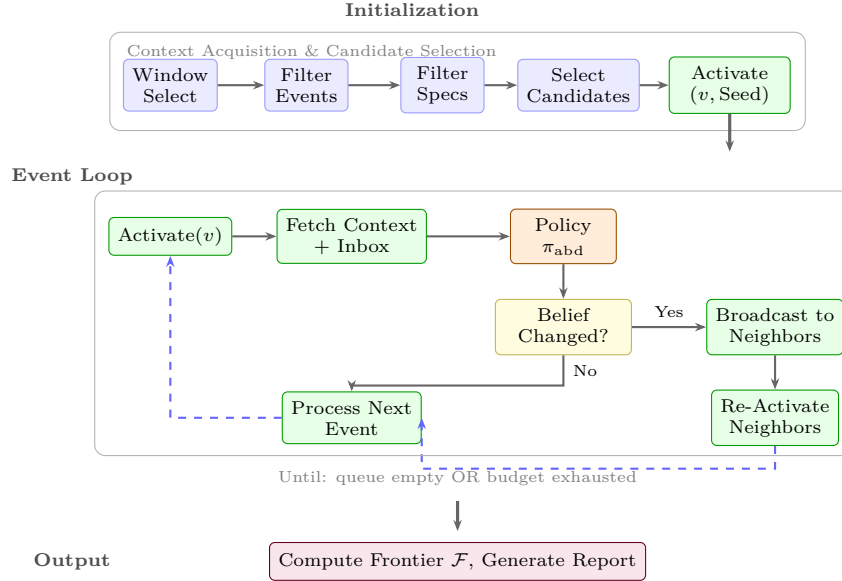 Initialization
Context Acquisition & Candidate Selection
Window
Select
Filter
Events
Filter
Specs
Select
Candidates
Activate
(v, Seed)
Event Loop
Activate(v)
Fetch Context
+ Inbox
Policy
π_abd
Belief
Changed?
Yes
Broadcast to
Neighbors
No
Process Next
Event
Re-Activate
Neighbors
Until: queue empty OR budget exhausted
Output
Compute Frontier ℱ, Generate Report